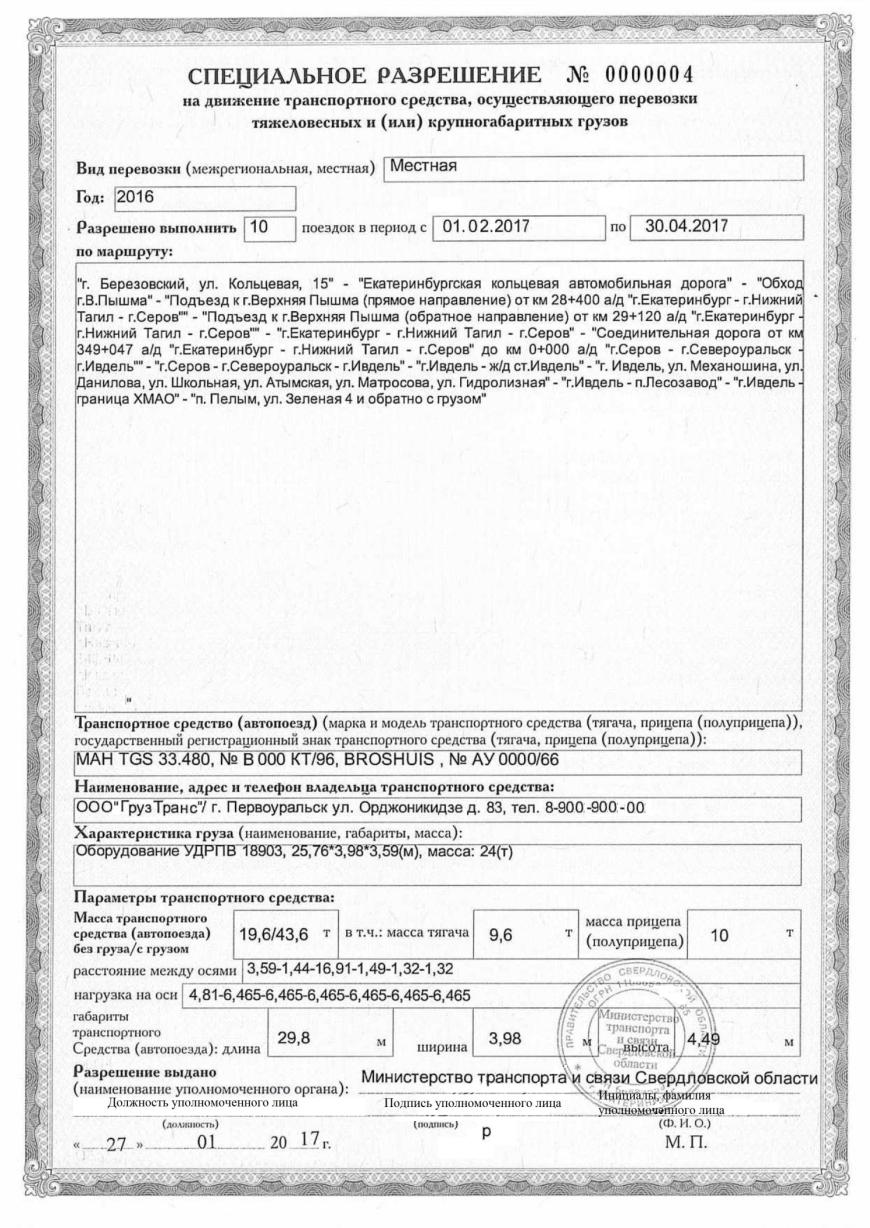 СПЕЦИАЛЬНОЕ РАЗРЕШЕНИЕ № 0000004
на движение транспортного средства, осуществляющего перевозки
тяжеловесных и (или) крупногабаритных грузов
Вид перевозки (межрегиональная, местная) Местная
Год: 2016
Разрешено выполнить 10 поездок в период с 01.02.2017 по 30.04.2017
по маршруту:
"г. Березовский, ул. Кольцевая, 15" - "Екатеринбургская кольцевая автомобильная дорога" - "Обход
г.В.Пышма" - "Подъезд к г.Верхняя Пышма (прямое направление) от км 28+400 а/д "г.Екатеринбург - г.Нижний
Тагил - г.Серов"" - "Подъезд к г.Верхняя Пышма (обратное направление) от км 29+120 а/д "г.Екатеринбург -
г.Нижний Тагил - г.Серов"" - "г.Екатеринбург - г.Нижний Тагил - г.Серов" - "Соединительная дорога от км
349+047 а/д "г.Екатеринбург - г.Нижний Тагил - г.Серов" до км 0+000 а/д "г.Серов - г.Североуральск -
г.Ивдель"" - "г.Серов - г.Североуральск - г.Ивдель" - "г.Ивдель - ж/д ст.Ивдель" - "г. Ивдель, ул. Механошина, ул.
Данилова, ул. Школьная, ул. Атымская, ул. Матросова, ул. Гидролизная" - "г.Ивдель - п.Лесозавод" - "г.Ивдель -
граница ХМАО" - "п. Пелым, ул. Зеленая 4 и обратно с грузом"
"
Транспортное средство (автопоезд) (марка и модель транспортного средства (тягача, прицепа (полуприцепа)),
государственный регистрационный знак транспортного средства (тягача, прицепа (полуприцепа)):
МАН TGS 33.480, № В 000 КТ/96, BROSHUIS , № АУ 0000/66
Наименование, адрес и телефон владельца транспортного средства:
ООО"ГрузТранс"/ г. Первоуральск ул. Орджоникидзе д. 83, тел. 8-900-900-00
Характеристика груза (наименование, габариты, масса):
Оборудование УДРПВ 18903, 25,76*3,98*3,59(м), масса: 24(т)
Параметры транспортного средства:
Масса транспортного
средства (автопоезда)
без груза/с грузом 19,6/43,6 т в т.ч.: масса тягача 9,6 т масса прицепа
(полуприцепа) 10 т
расстояние между осями 3,59-1,44-16,91-1,49-1,32-1,32
нагрузка на оси 4,81-6,465-6,465-6,465-6,465-6,465-6,465
габариты
транспортного
Средства (автопоезда): длина 29,8 м ширина 3,98 м высота 4,49 м
Министерство
транспорта
и связи
Свердловской
области
Разрешение выдано
(наименование уполномоченного органа): Министерство транспорта и связи Свердловской области
Должность уполномоченного лица Подпись уполномоченного лица Инициалы, фамилия
уполномоченного лица
(должность) (подпись) (Ф. И. О.)
« 27 » 01 20 17 г. р М. П.